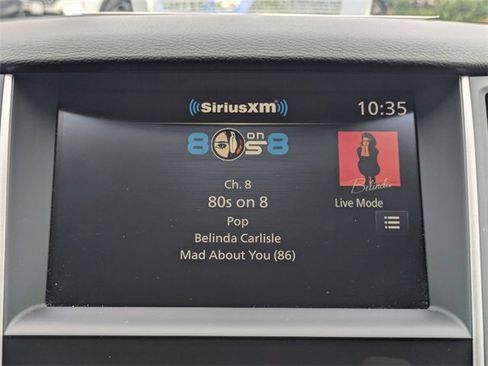 SiriusXM
10:35
80s on 8
Belinda
Ch. 8
80s on 8
Live Mode
Pop
Belinda Carlisle
Mad About You (86)